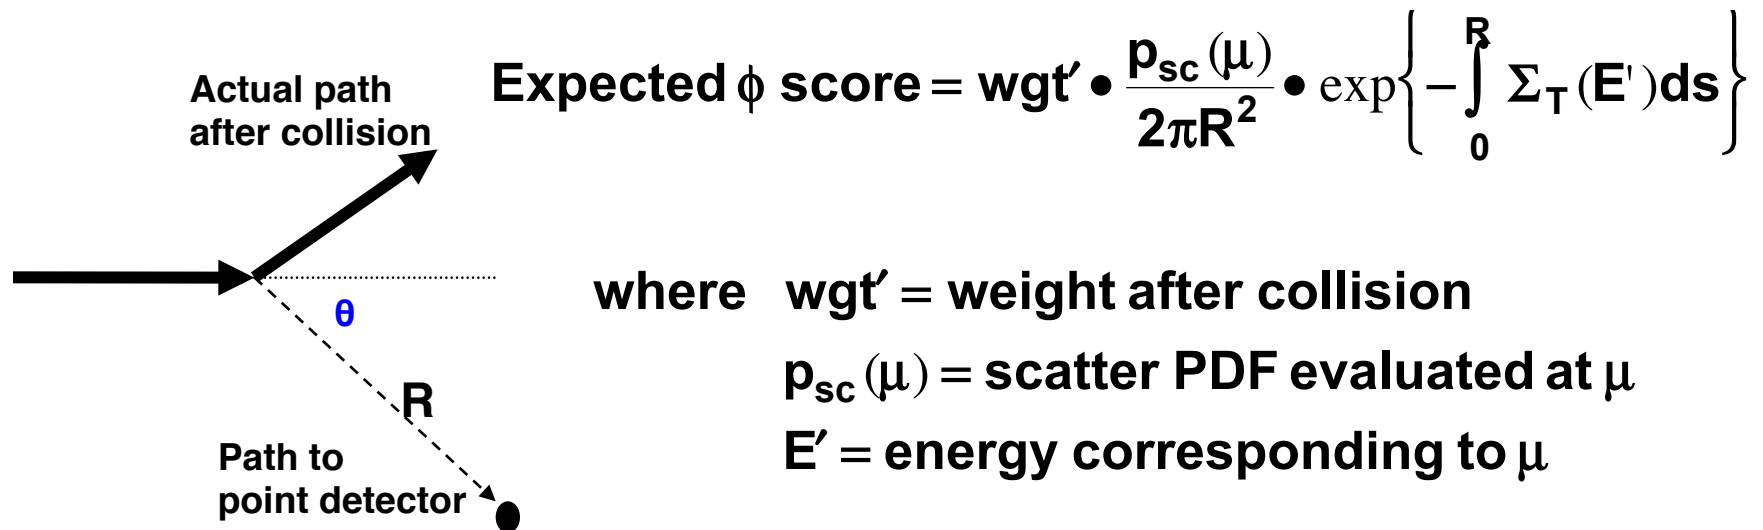 Actual path
after collision
Expected ϕ score = wgt′ • p_sc(μ) / 2πR² • exp{−∫₀ᴿ Σ_T(E')ds}
θ
R
Path to
point detector
where wgt′ = weight after collision
p_sc(μ) = scatter PDF evaluated at μ
E′ = energy corresponding to μ